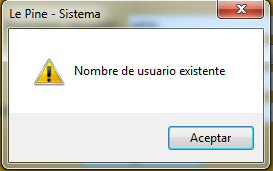 Le Pine - Sistema
Nombre de usuario existente
Aceptar